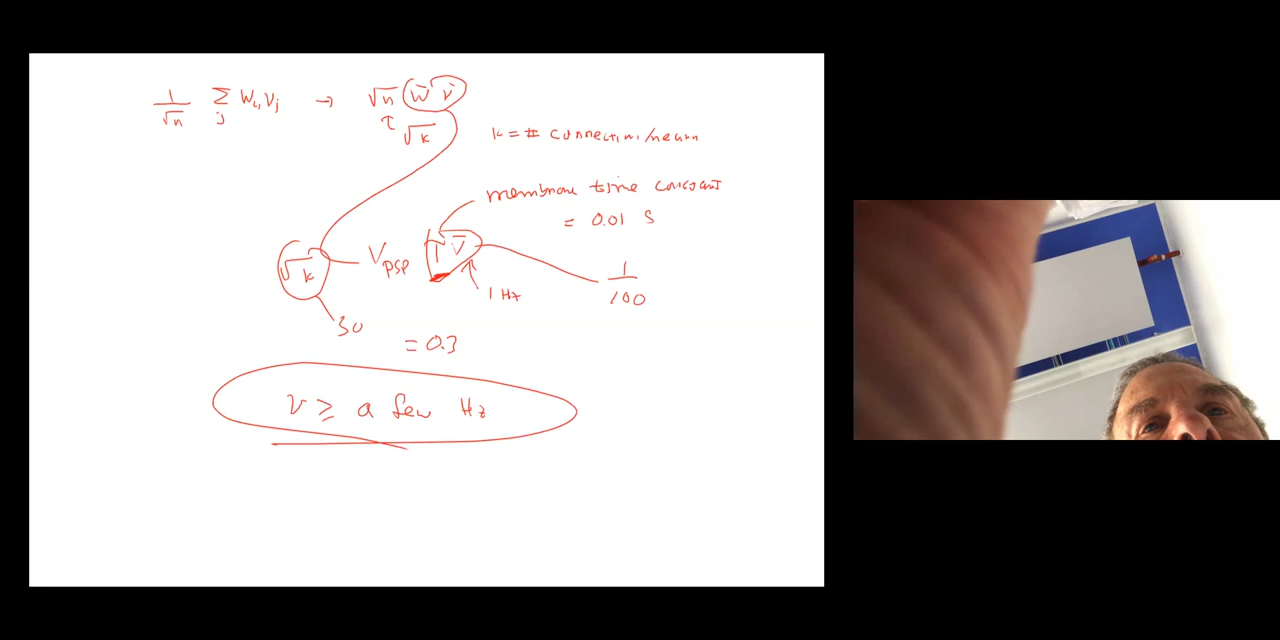 1/√n Σ_j W_ij ν_j → √n W̄ ν̄
↑ √k
k = # connections/neuron
membrane time constant
= 0.01 s
√k V_PSP τ ν̄
1/100
1 Hz
30
= 0.3
ν ≥ a few Hz